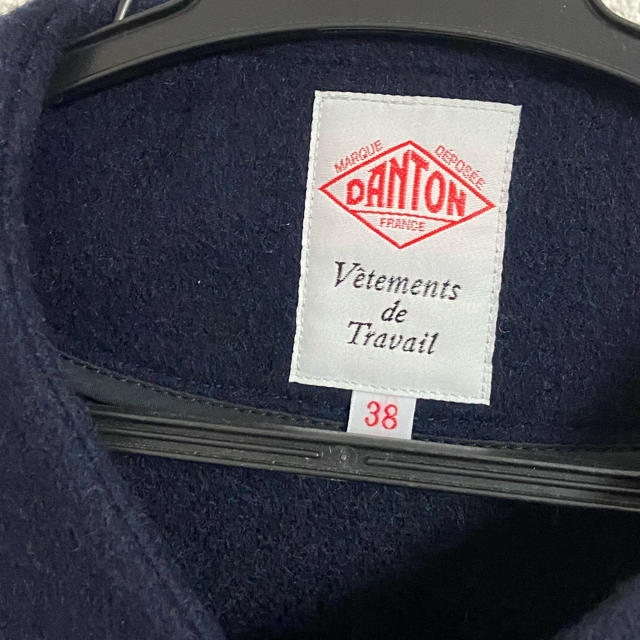 MARQUE DÉPOSÉE
DANTON
FRANCE
Vêtements
de
Travail
38